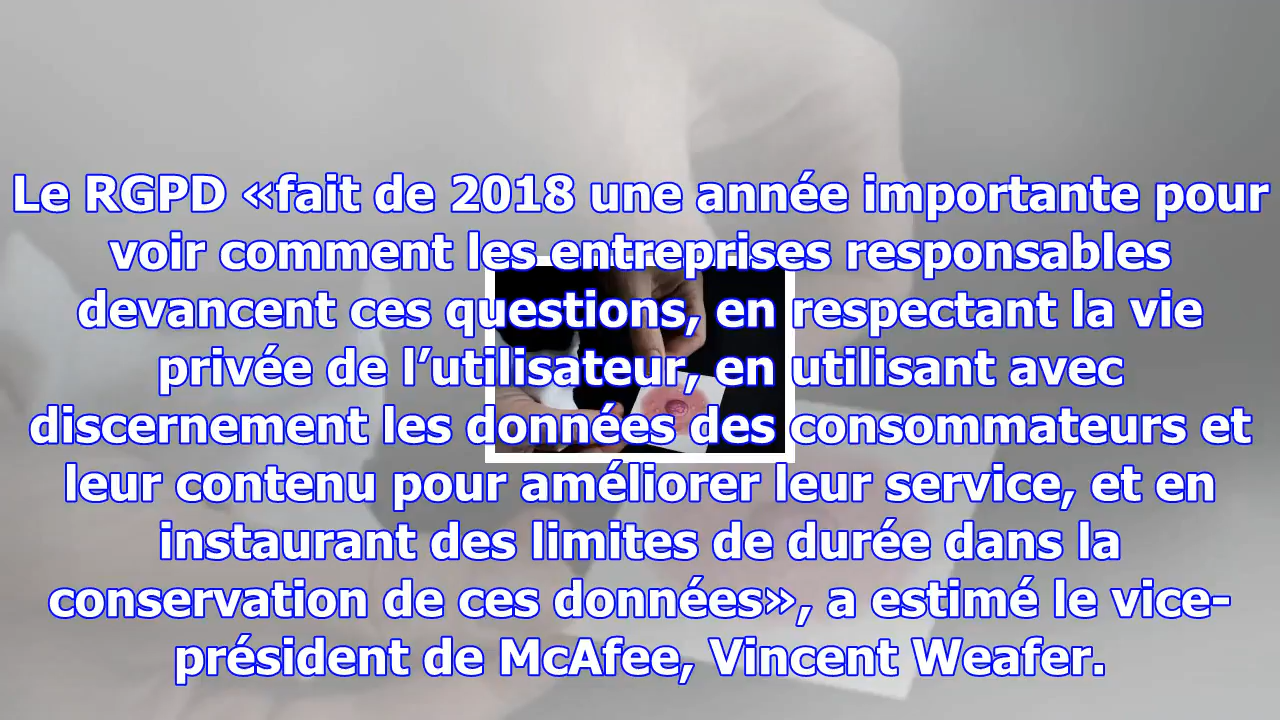 Le RGPD «fait de 2018 une année importante pour
voir comment les entreprises responsables
devancent ces questions, en respectant la vie
privée de l’utilisateur, en utilisant avec
discernement les données des consommateurs et
leur contenu pour améliorer leur service, et en
instaurant des limites de durée dans la
conservation de ces données», a estimé le vice-
président de McAfee, Vincent Weafer.